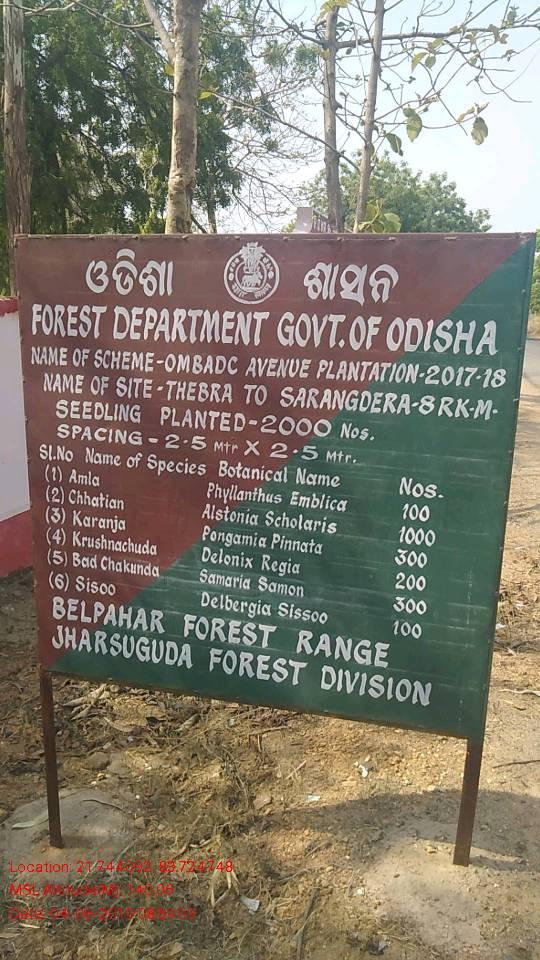 ଓଡିଶା ଶାସନ
FOREST DEPARTMENT GOVT. OF ODISHA
NAME OF SCHEME-OMBADC AVENUE PLANTATION-2017-18
NAME OF SITE-THEBRA TO SARANGDERA-8RK-M-
SEEDLING PLANTED-2000 Nos.
SPACING-2.5 Mtr X 2.5 Mtr.
Sl.No Name of Species Botanical Name Nos.
(1) Amla Phyllanthus Emblica 100
(2) Chhatian Alstonia Scholaris 1000
(3) Karanja Pongamia Pinnata 300
(4) Krushnachuda Delonix Regia 200
(5) Bad Chakunda Samaria Samon 300
(6) Sisoo Delbergia Sissoo 100
BELPAHAR FOREST RANGE
JHARSUGUDA FOREST DIVISION
Location: 83.724748
MSL
Date: